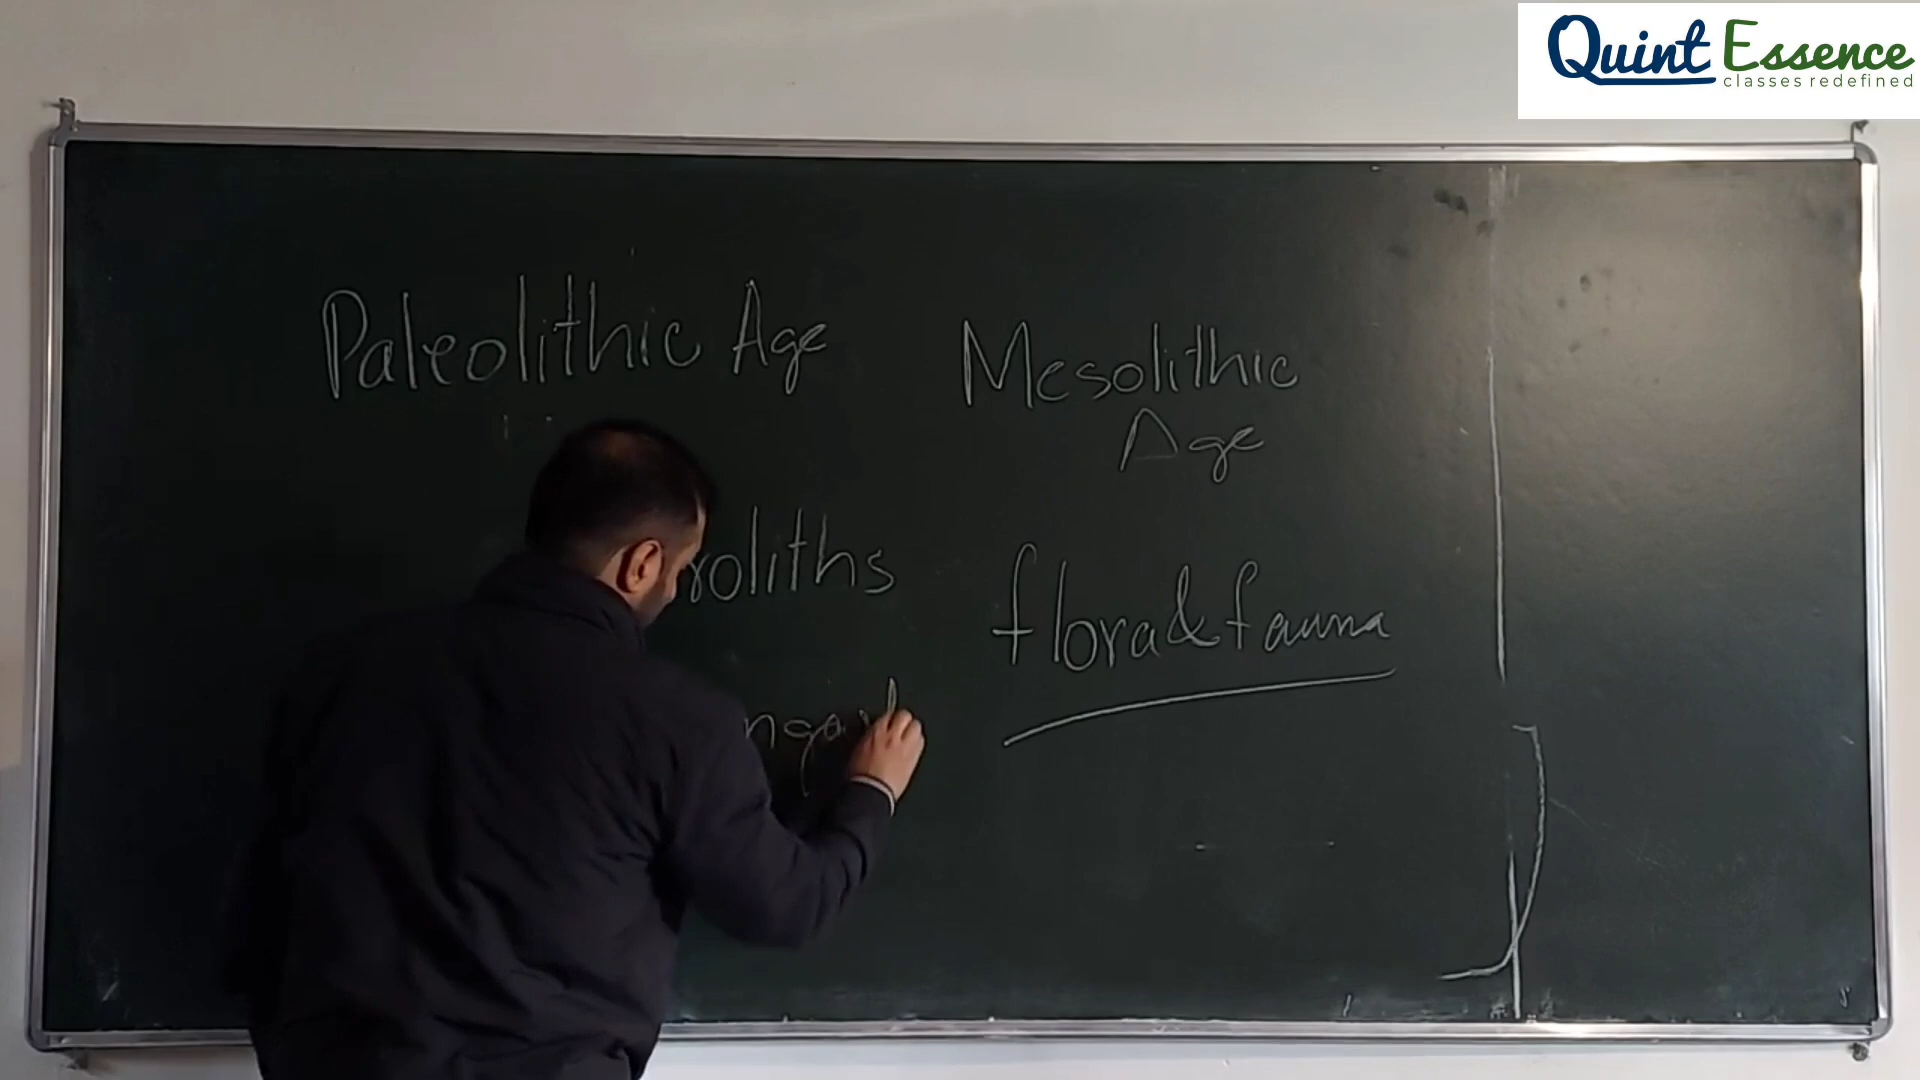 Quint Essence
classes redefined
Paleolithic Age
Mesolithic
Age
roliths
flora & fauna